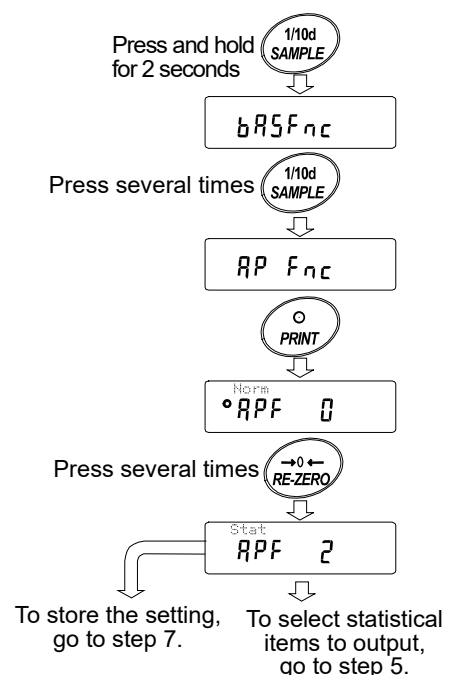 Press and hold
for 2 seconds
1/10d
SAMPLE
bASFnc
Press several times
1/10d
SAMPLE
AP Fnc
PRINT
Norm
APF 0
Press several times
→0←
RE-ZERO
Stat
APF 2
To store the setting,
go to step 7.
To select statistical
items to output,
go to step 5.